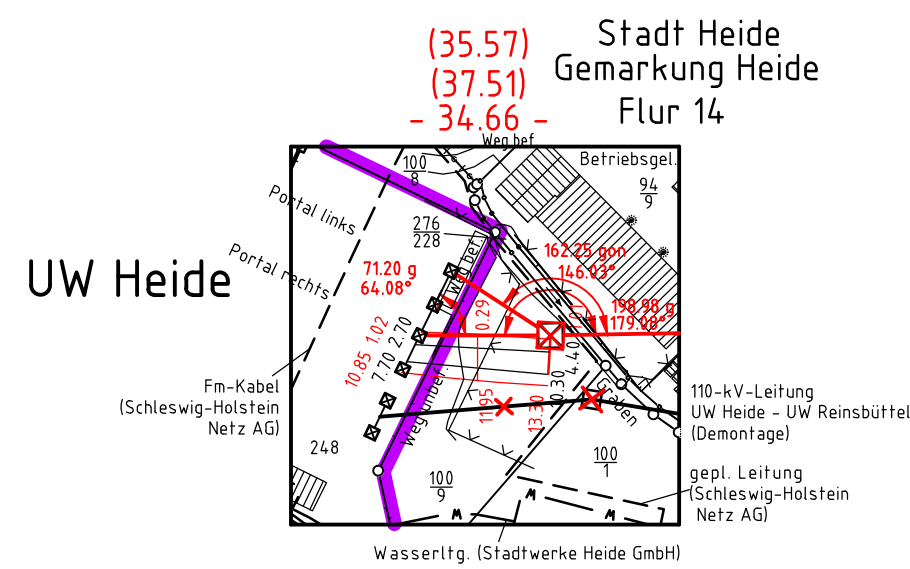 (35.57)
(37.51)
- 34.66 -
Stadt Heide
Gemarkung Heide
Flur 14
UW Heide
Weg bef.
Betriebsgel.
100
8
94
9
Portal links
276
228
Portal rechts
Weg bef.
162.25 gon
146.03°
71.20 g
64.08°
198.98 g
179.08°
0.29
1.01
10.85 1.02
7.70 2.70
4.40
0.30
11.95
13.30
Graben
Weg unbef.
Fm-Kabel
(Schleswig-Holstein
Netz AG)
110-kV-Leitung
UW Heide - UW Reinsbüttel
(Demontage)
248
100
9
100
1
gepl. Leitung
(Schleswig-Holstein
Netz AG)
M
M
M
Wasserltg. (Stadtwerke Heide GmbH)